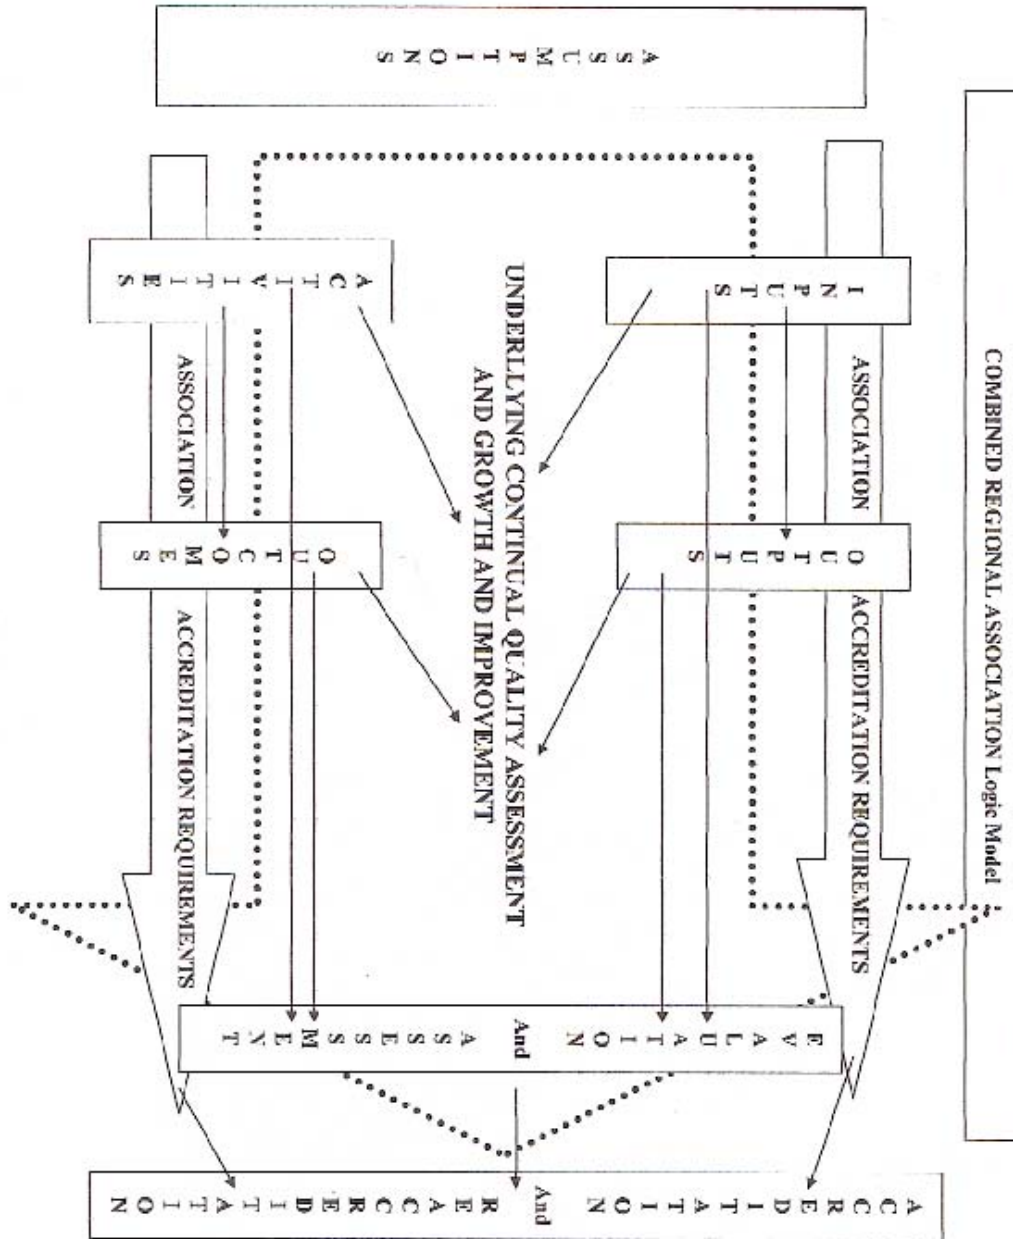 COMBINED REGIONAL ASSOCIATION Logic Model
ASSUMPTIONS
ASSOCIATION ACCREDITATION REQUIREMENTS
INPUTS
OUTPUTS
UNDERLLYING CONTINUAL QUALITY ASSESSMENT
AND GROWTH AND IMPROVEMENT
ACTIVITIES
OUTCOMES
ASSOCIATION ACCREDITATION REQUIREMENTS
EVALUATION
And
ASSESSMENT
ACCREDITATION
And
REACCREDITATION